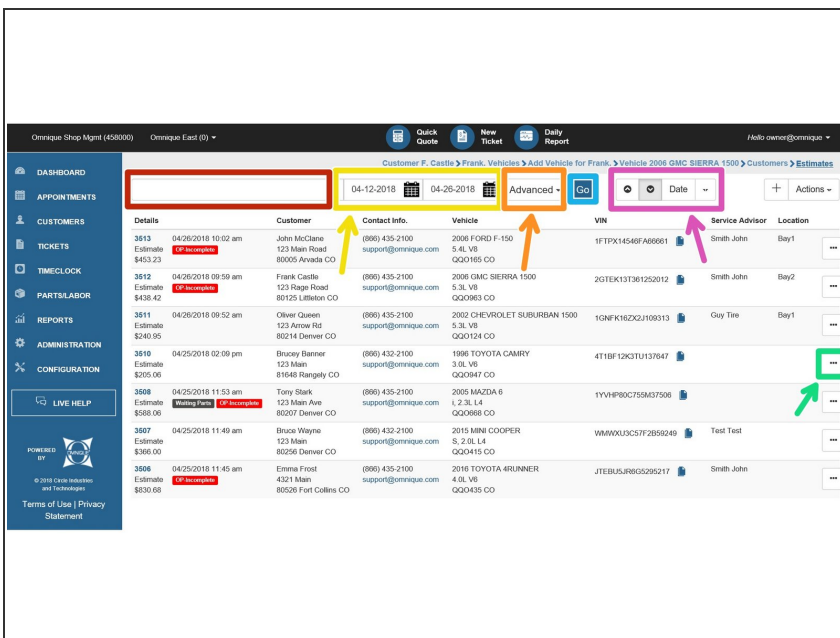 Omnique Shop Mgmt (458000) Omnique East (0) Quick Quote New Ticket Daily Report Hello owner@omnique
Customer F. Castle > Frank. Vehicles > Add Vehicle for Frank. > Vehicle 2006 GMC SIERRA 1500 > Customers > Estimates
DASHBOARD
APPOINTMENTS
CUSTOMERS
TICKETS
TIMECLOCK
PARTS/LABOR
REPORTS
ADMINISTRATION
CONFIGURATION
LIVE HELP
POWERED BY OMNIQUE
© 2018 Circle Industries
and Technologies
Terms of Use | Privacy
Statement
04-12-2018 04-26-2018 Advanced Go Date Actions
Details Customer Contact Info. Vehicle VIN Service Advisor Location
3513 04/26/2018 10:02 am John McClane (866) 435-2100 2006 FORD F-150 1FTPX14546FA66661 Smith John Bay1
Estimate OP-Incomplete 123 Main Road support@omnique.com 5.4L V8
$453.23 80005 Arvada CO QQO165 CO
3512 04/26/2018 09:59 am Frank Castle (866) 435-2100 2006 GMC SIERRA 1500 2GTEK13T361252012 Smith John Bay2
Estimate OP-Incomplete 123 Rage Road support@omnique.com 5.3L V8
$438.42 80125 Littleton CO QQO963 CO
3511 04/26/2018 09:52 am Oliver Queen (866) 435-2100 2002 CHEVROLET SUBURBAN 1500 1GNFK16ZX2J109313 Guy Tire Bay1
Estimate 123 Arrow Rd support@omnique.com 5.3L V8
$240.95 80214 Denver CO QQO124 CO
3510 04/25/2018 02:09 pm Brucey Banner (866) 432-2100 1996 TOYOTA CAMRY 4T1BF12K3TU137647
Estimate 123 Main support@omnique.com 3.0L V6
$205.06 81648 Rangely CO QQO947 CO
3508 04/25/2018 11:53 am Tony Stark (866) 435-2100 2005 MAZDA 6 1YVHP80C755M37506
Estimate Waiting Parts OP-Incomplete 123 Main Ave support@omnique.com i, 2.3L L4
$588.06 80207 Denver CO QQO668 CO
3507 04/25/2018 11:49 am Bruce Wayne (866) 432-2100 2015 MINI COOPER WMWXU3C57F2B59249 Test Test
Estimate 123 Main support@omnique.com S, 2.0L L4
$366.00 80256 Denver CO QQO415 CO
3506 04/25/2018 11:45 am Emma Frost (866) 435-2100 2016 TOYOTA 4RUNNER JTEBU5JR6G5295217 Smith John
Estimate OP-Incomplete 4321 Main support@omnique.com 4.0L V6
$830.68 80526 Fort Collins CO QQO435 CO